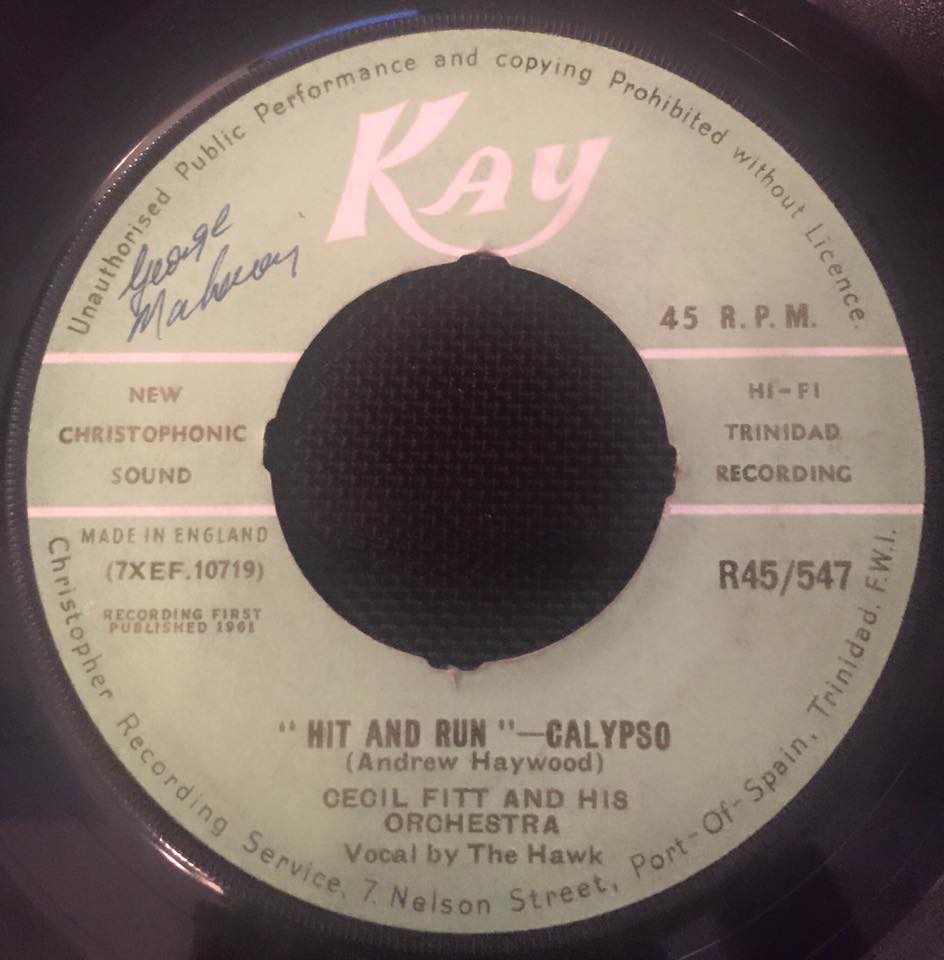 Unauthorised Public Performance and copying Prohibited without Licence.
Kay
George
Mahoney
45 R.P.M.
NEW
CHRISTOPHONIC
SOUND
HI-FI
TRINIDAD
RECORDING
MADE IN ENGLAND
(7XEF.10719)
RECORDING FIRST
PUBLISHED 1961
R45/547
" HIT AND RUN "—CALYPSO
(Andrew Haywood)
CECIL FITT AND HIS
ORCHESTRA
Vocal by The Hawk
Christopher Recording Service, 7 Nelson Street, Port-Of-Spain, Trinidad, F.W.I.